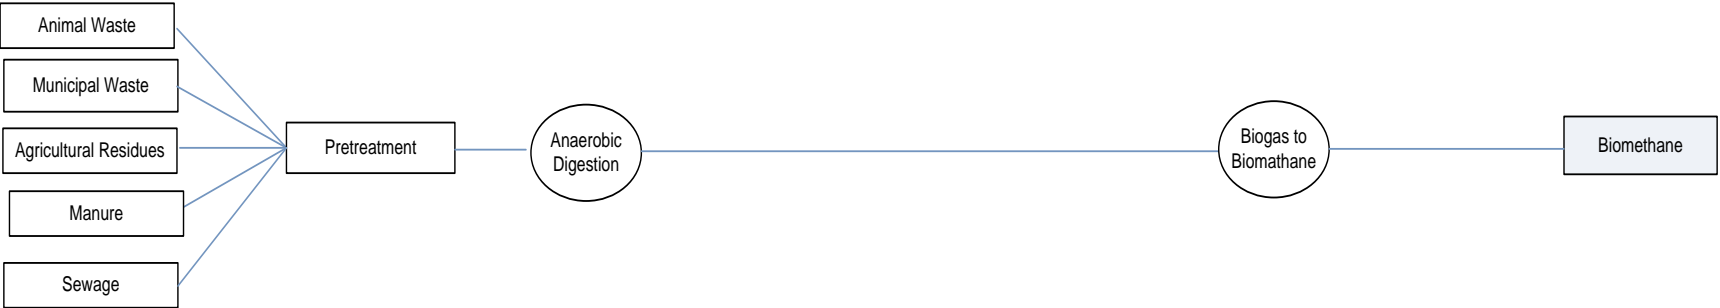 Animal Waste
Municipal Waste
Agricultural Residues
Manure
Sewage
Pretreatment
Anaerobic
Digestion
Biogas to
Biomathane
Biomethane